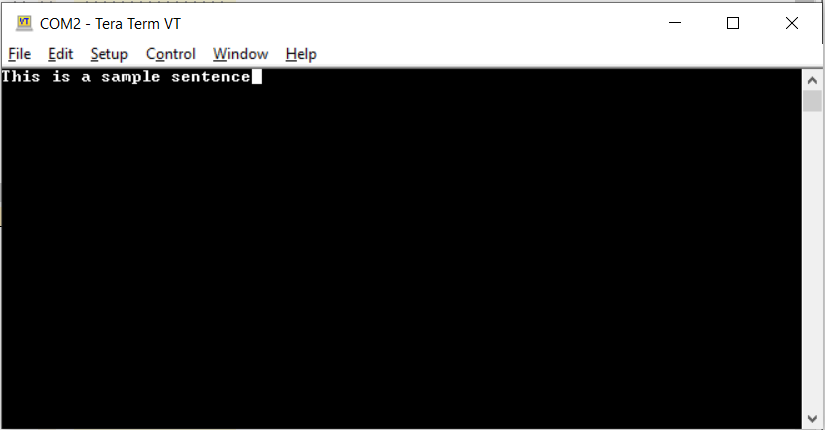 VT
COM2 - Tera Term VT
File Edit Setup Control Window Help
This is a sample sentence